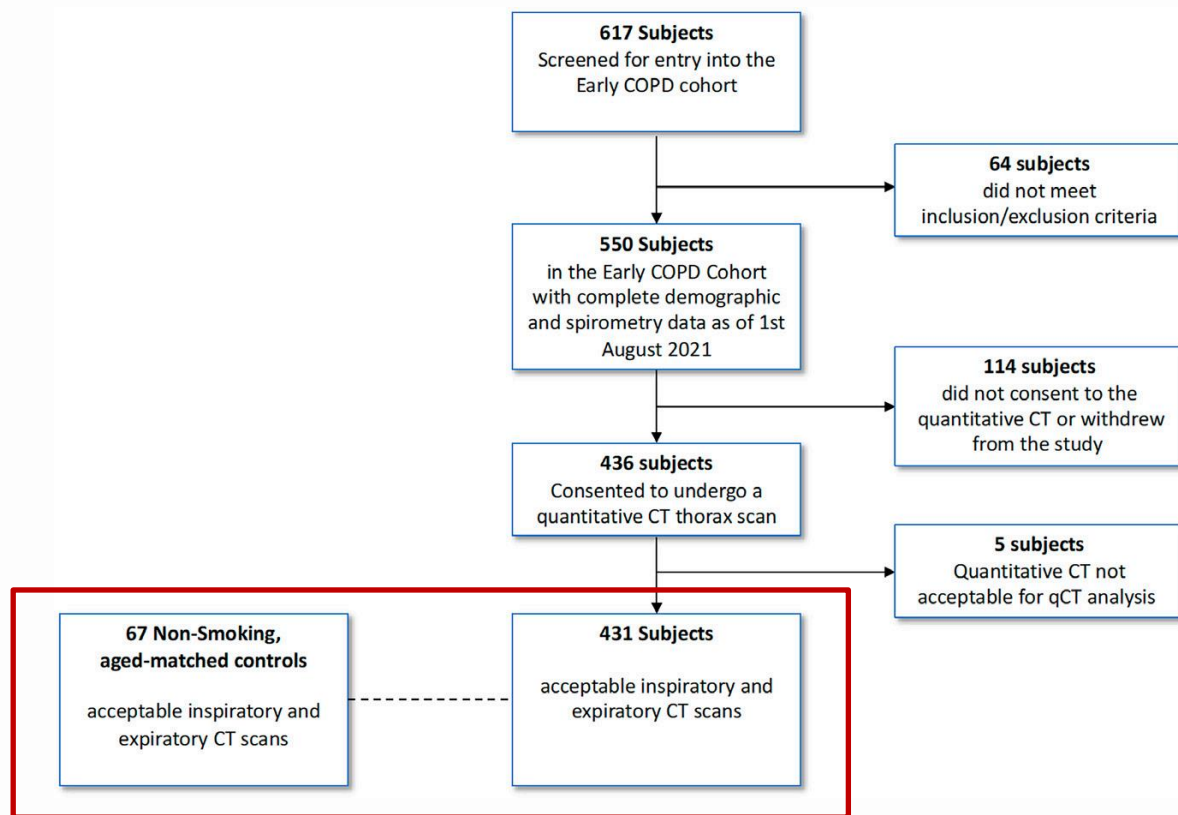 617 Subjects
Screened for entry into the
Early COPD cohort
64 subjects
did not meet
inclusion/exclusion criteria
550 Subjects
in the Early COPD Cohort
with complete demographic
and spirometry data as of 1st
August 2021
114 subjects
did not consent to the
quantitative CT or withdrew
from the study
436 subjects
Consented to undergo a
quantitative CT thorax scan
5 subjects
Quantitative CT not
acceptable for qCT analysis
67 Non-Smoking,
aged-matched controls
acceptable inspiratory and
expiratory CT scans
431 Subjects
acceptable inspiratory and
expiratory CT scans